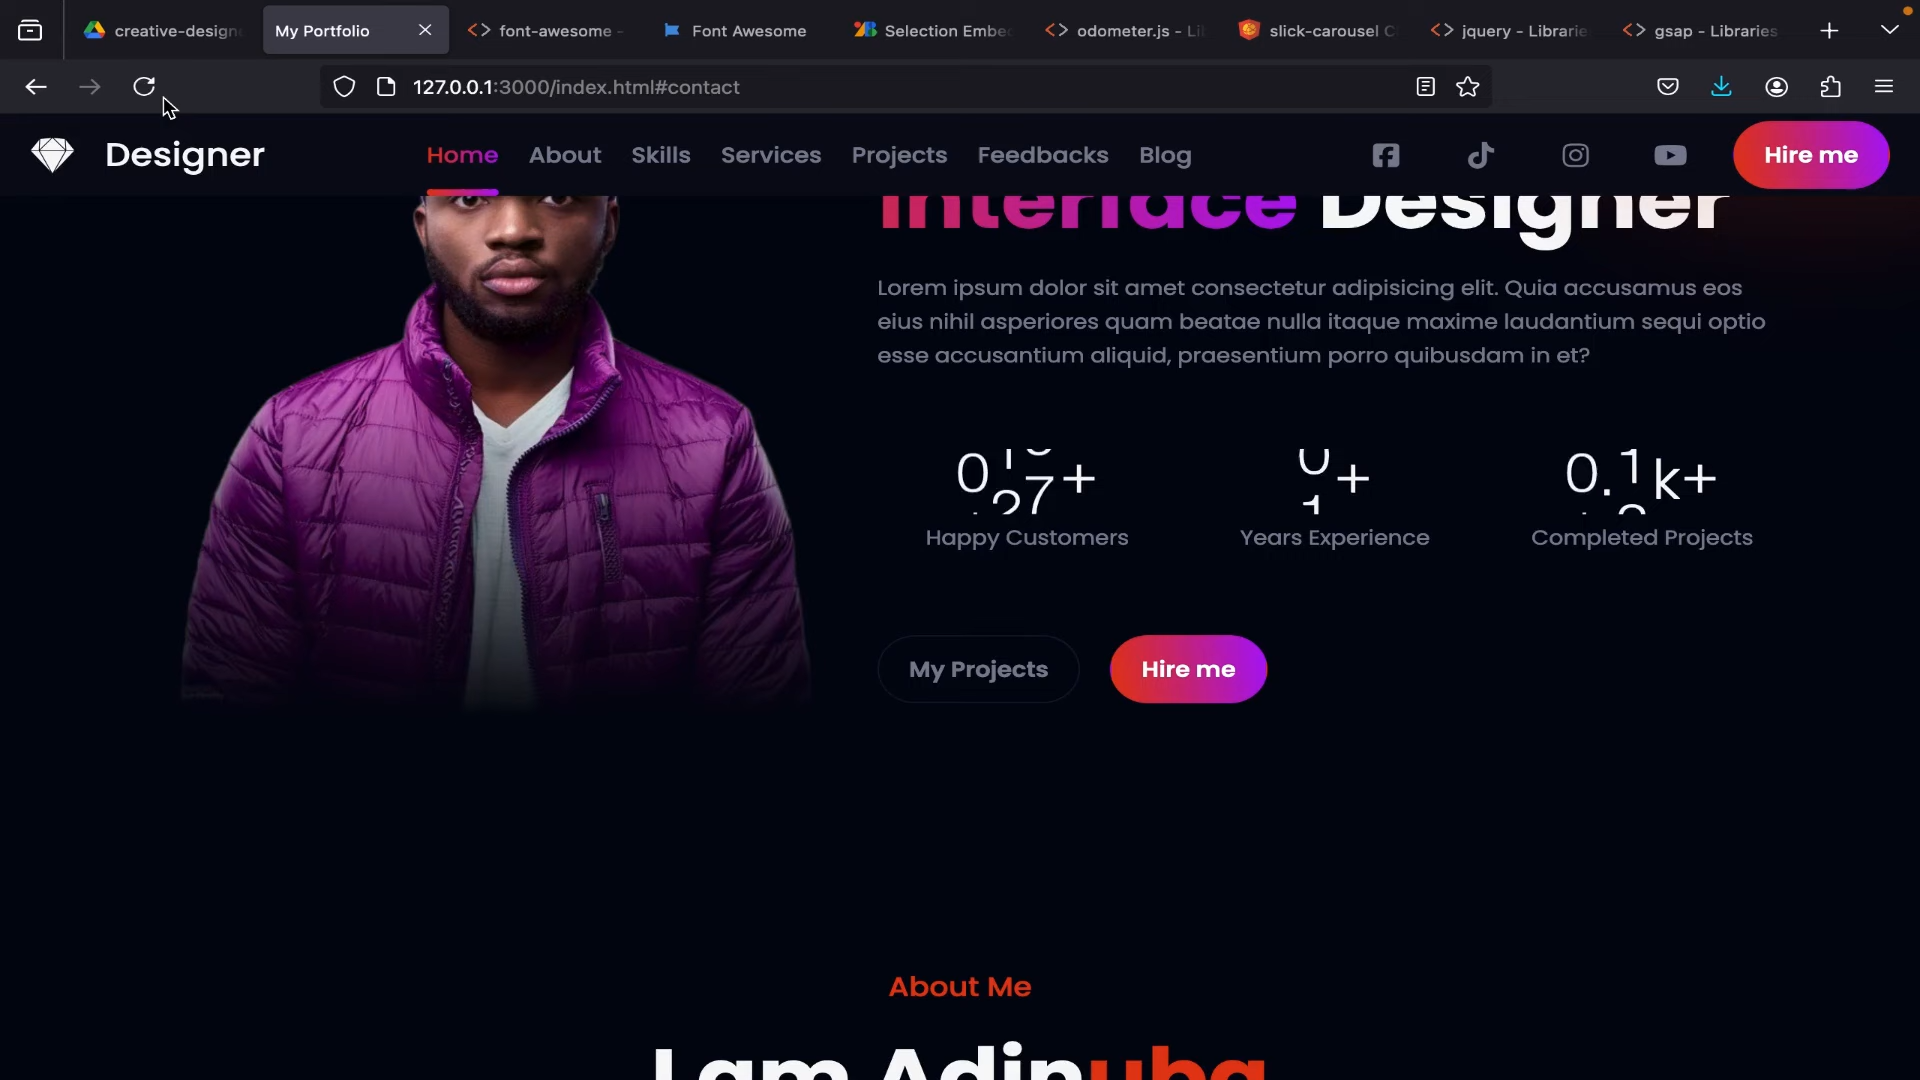 creative-design
My Portfolio
font-awesome -
Font Awesome
Selection Embe
odometer.js - Li
slick-carousel C
jquery - Librarie
gsap - Libraries
127.0.0.1:3000/index.html#contact
Designer
Home
About
Skills
Services
Projects
Feedbacks
Blog
Hire me
Interface Designer
Lorem ipsum dolor sit amet consectetur adipisicing elit. Quia accusamus eos
eius nihil asperiores quam beatae nulla itaque maxime laudantium sequi optio
esse accusantium aliquid, praesentium porro quibusdam in et?
Happy Customers
Years Experience
Completed Projects
My Projects
Hire me
About Me
I am Adinuba